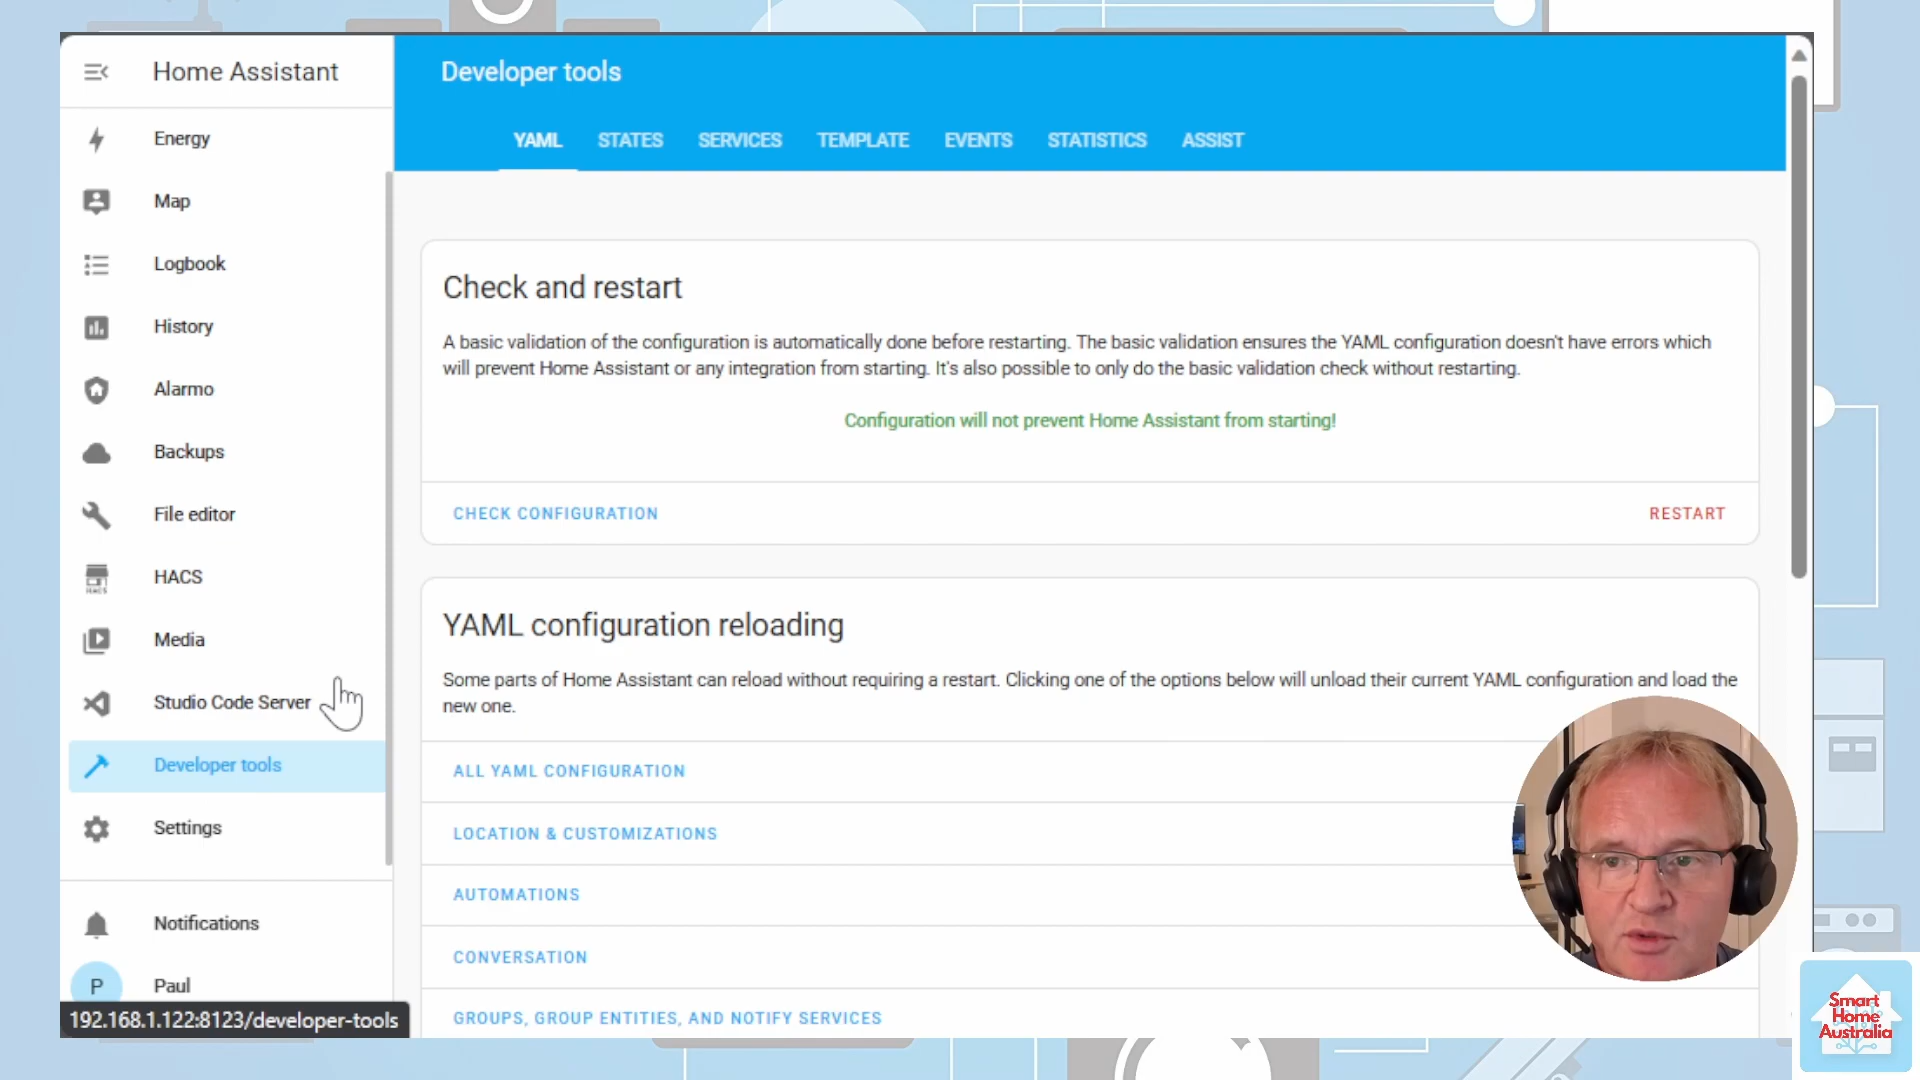 Home Assistant
Energy
Map
Logbook
History
Alarmo
Backups
File editor
HACS
HACS
Media
Studio Code Server
Developer tools
Settings
Notifications
P
Paul
192.168.1.122:8123/developer-tools
Developer tools
YAML STATES SERVICES TEMPLATE EVENTS STATISTICS ASSIST
Check and restart
A basic validation of the configuration is automatically done before restarting. The basic validation ensures the YAML configuration doesn't have errors which
will prevent Home Assistant or any integration from starting. It's also possible to only do the basic validation check without restarting.
Configuration will not prevent Home Assistant from starting!
CHECK CONFIGURATION RESTART
YAML configuration reloading
Some parts of Home Assistant can reload without requiring a restart. Clicking one of the options below will unload their current YAML configuration and load the
new one.
ALL YAML CONFIGURATION
LOCATION & CUSTOMIZATIONS
AUTOMATIONS
CONVERSATION
GROUPS, GROUP ENTITIES, AND NOTIFY SERVICES
Smart
Home
Australia